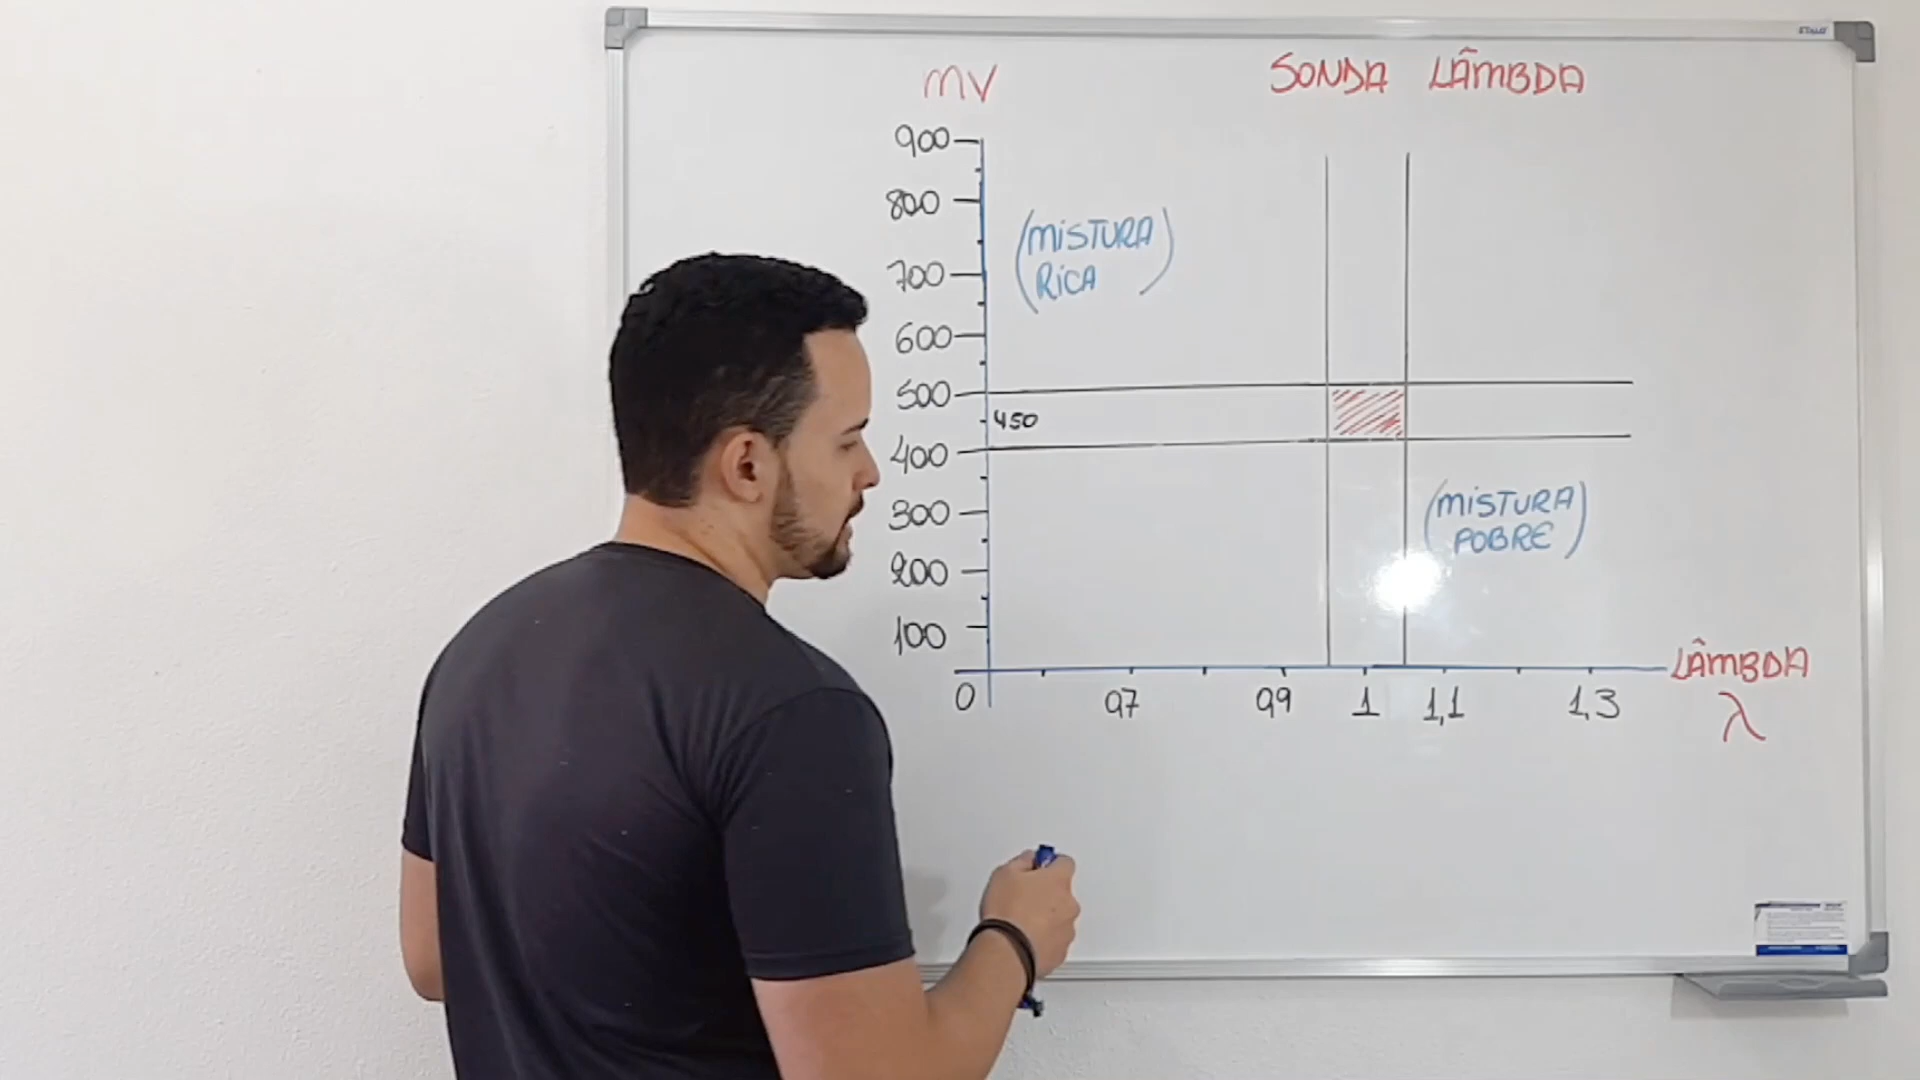 MV
SONDA LÂMBDA
900
800
(MISTURA RICA)
700
600
500
450
400
300
(MISTURA POBRE)
200
100
LÂMBDA
λ
0 0,7 0,9 1 1,1 1,3
STALO